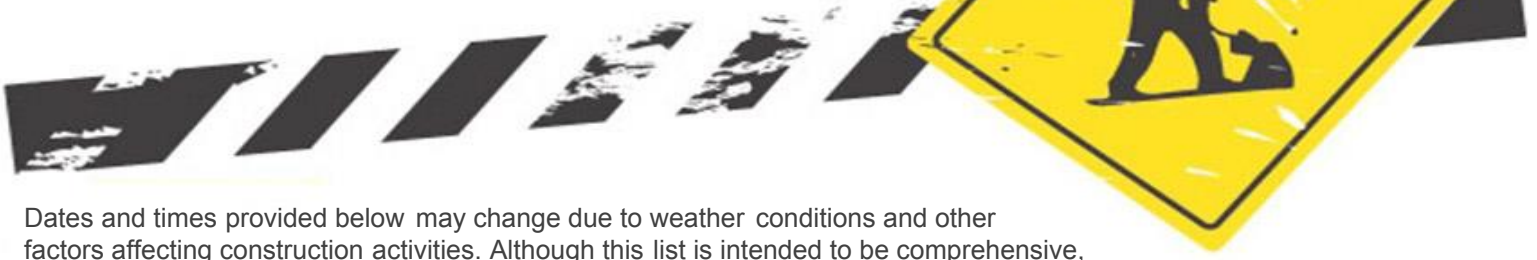 Dates and times provided below may change due to weather conditions and other
factors affecting construction activities. Although this list is intended to be comprehensive,